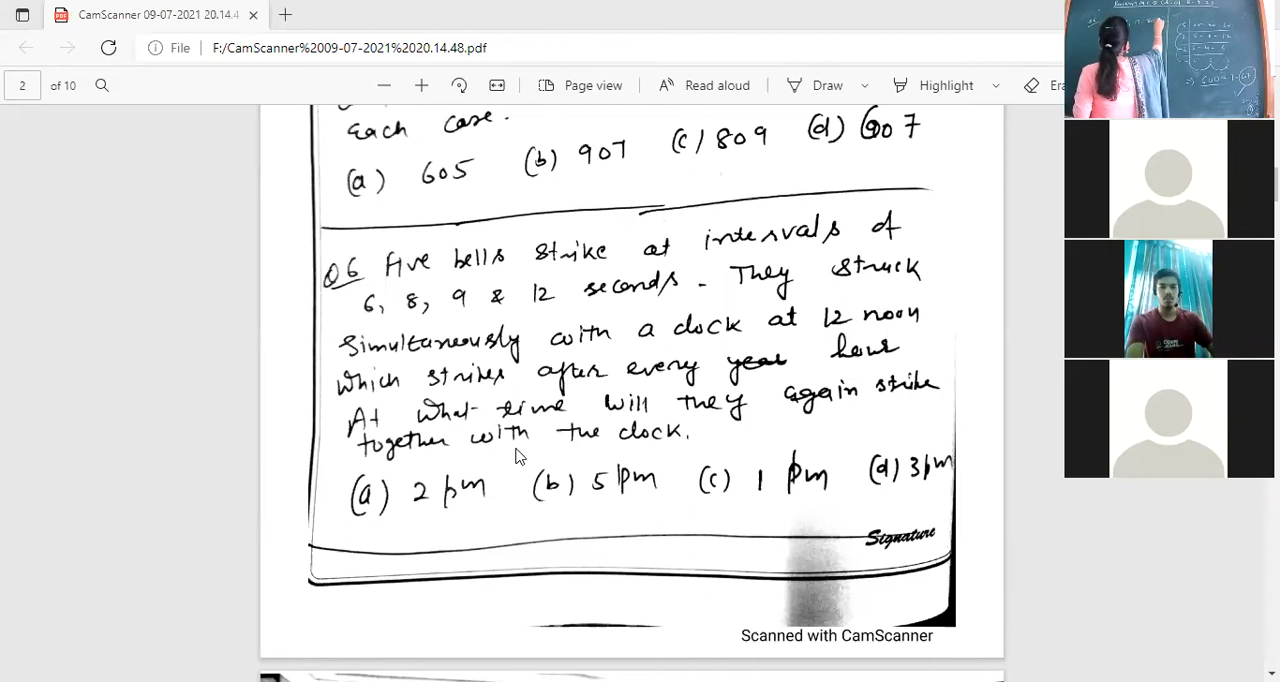 CamScanner 09-07-2021 20.14.4
File F:/CamScanner%2009-07-2021%2020.14.48.pdf
2 of 10 Page view Read aloud Draw Highlight
Each case.
(a) 605 (b) 907 (c) 809 (d) 607
Q6 Five bells strike at intervals of
6, 8, 9 & 12 seconds. They struck
simultaneously with a clock at 12 noon
which strikes after every year hour
At what time will they again strike
together with the clock.
(a) 2 pm (b) 5 pm (c) 1 pm (d) 3 pm
Signature
Scanned with CamScanner